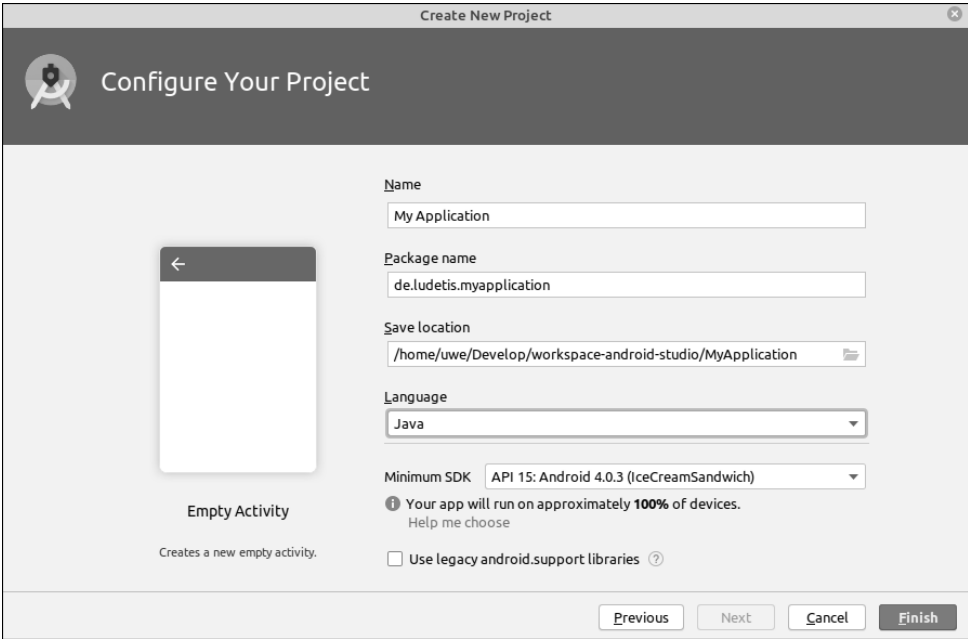 Create New Project
Configure Your Project
Name
My Application
Package name
de.ludetis.myapplication
Save location
/home/uwe/Develop/workspace-android-studio/MyApplication
Language
Java
Minimum SDK API 15: Android 4.0.3 (IceCreamSandwich)
Your app will run on approximately 100% of devices.
Help me choose
Use legacy android.support libraries ?
Empty Activity
Creates a new empty activity.
Previous Next Cancel Finish